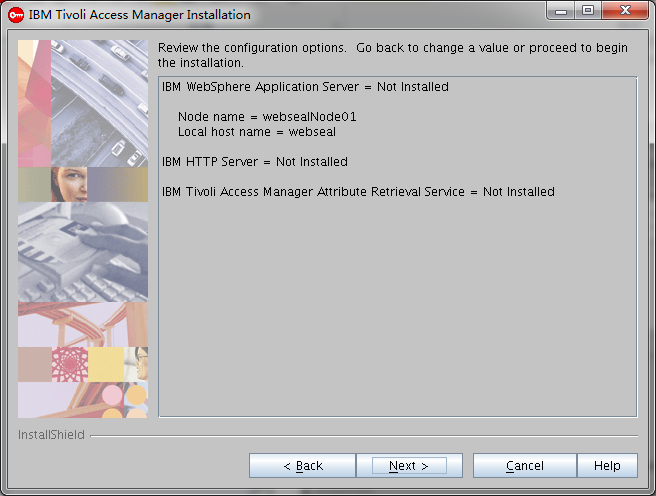 IBM Tivoli Access Manager Installation
Review the configuration options.  Go back to change a value or proceed to begin
the installation.
IBM WebSphere Application Server = Not Installed
Node name = websealNode01
Local host name = webseal
IBM HTTP Server = Not Installed
IBM Tivoli Access Manager Attribute Retrieval Service = Not Installed
InstallShield
< Back
Next >
Cancel
Help